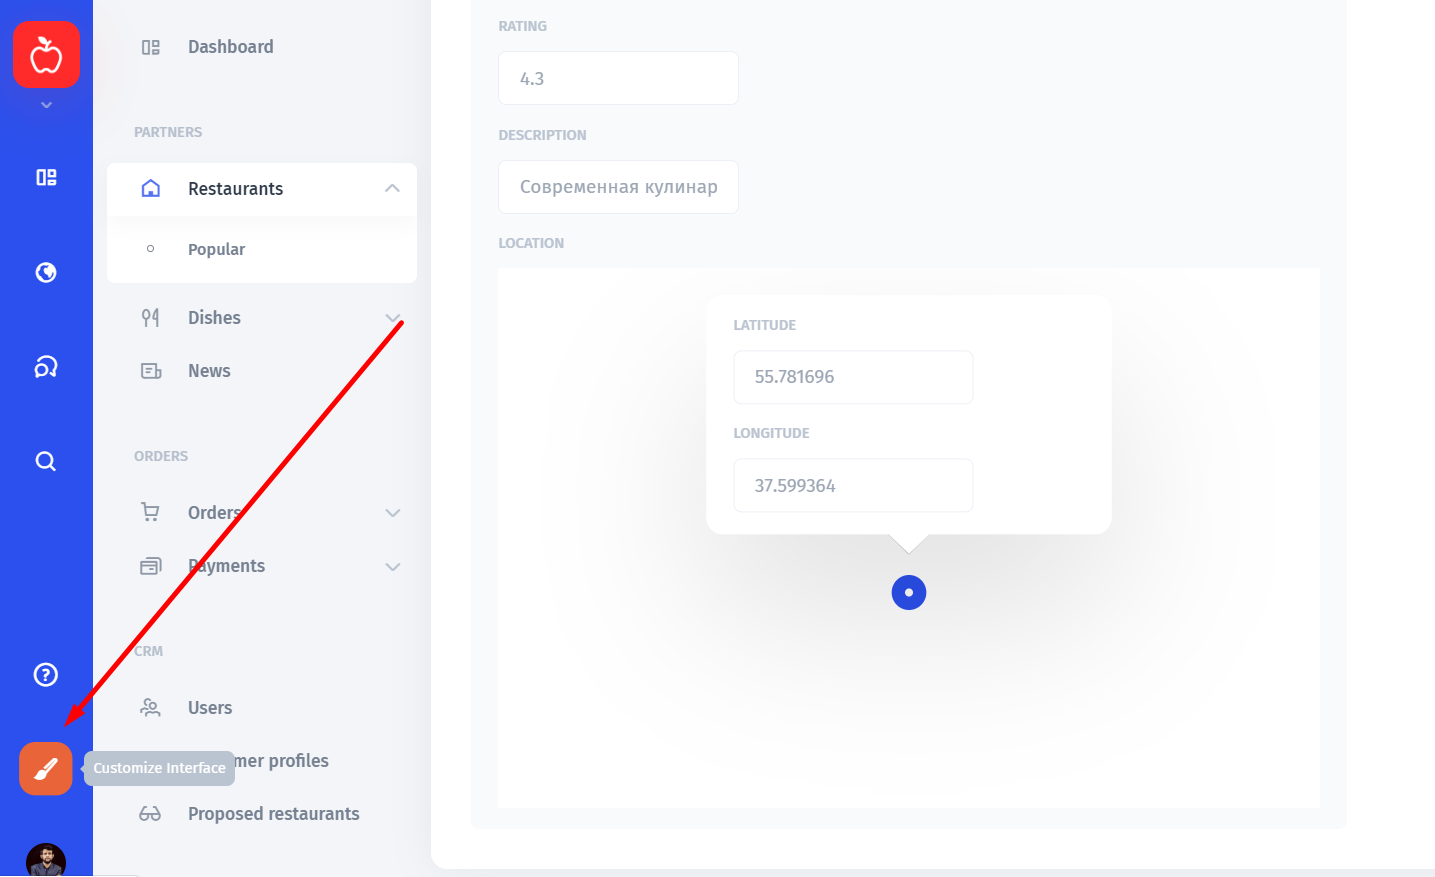 Dashboard
PARTNERS
Restaurants
Popular
Dishes
News
ORDERS
Orders
Payments
CRM
Users
mer profiles
Proposed restaurants
Customize Interface
RATING
4.3
DESCRIPTION
Современная кулинар
LOCATION
LATITUDE
55.781696
LONGITUDE
37.599364